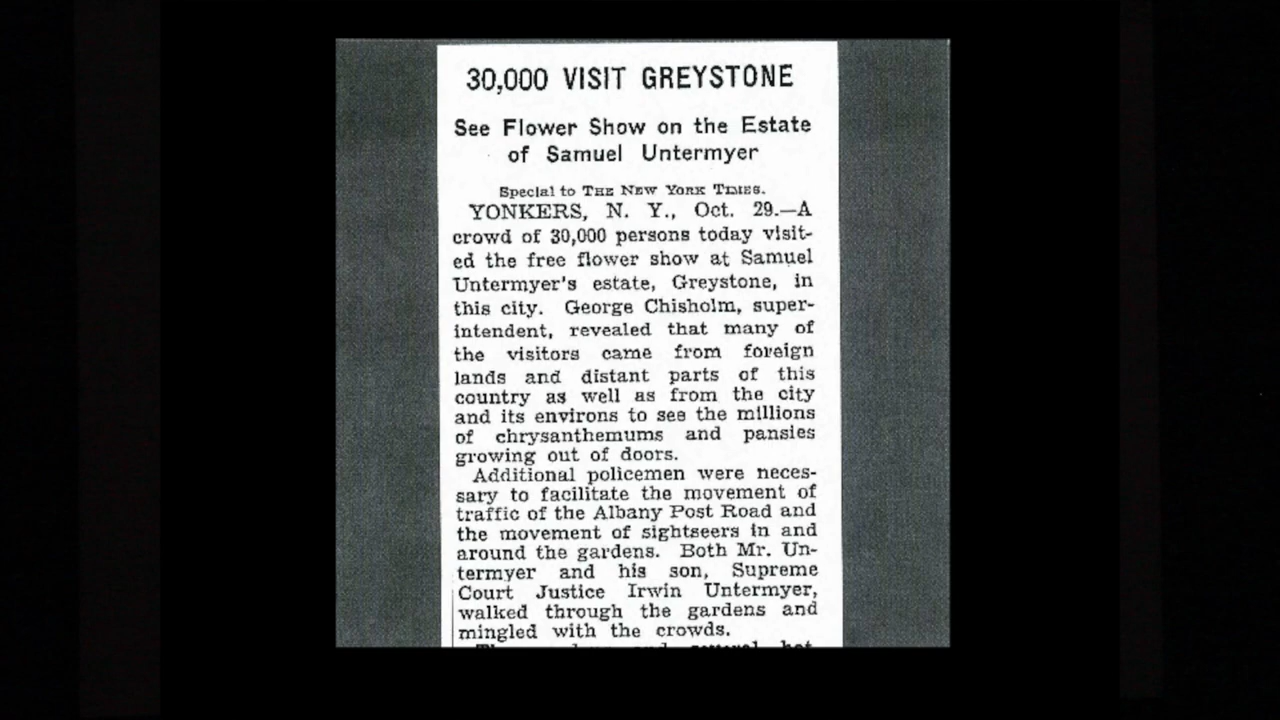 30,000 VISIT GREYSTONE
See Flower Show on the Estate
of Samuel Untermyer
Special to THE NEW YORK TIMES.
YONKERS, N. Y., Oct. 29.—A
crowd of 30,000 persons today visit-
ed the free flower show at Samuel
Untermyer's estate, Greystone, in
this city. George Chisholm, super-
intendent, revealed that many of
the visitors came from foreign
lands and distant parts of this
country as well as from the city
and its environs to see the millions
of chrysanthemums and pansies
growing out of doors.
Additional policemen were neces-
sary to facilitate the movement of
traffic of the Albany Post Road and
the movement of sightseers in and
around the gardens. Both Mr. Un-
termyer and his son, Supreme
Court Justice Irwin Untermyer,
walked through the gardens and
mingled with the crowds.